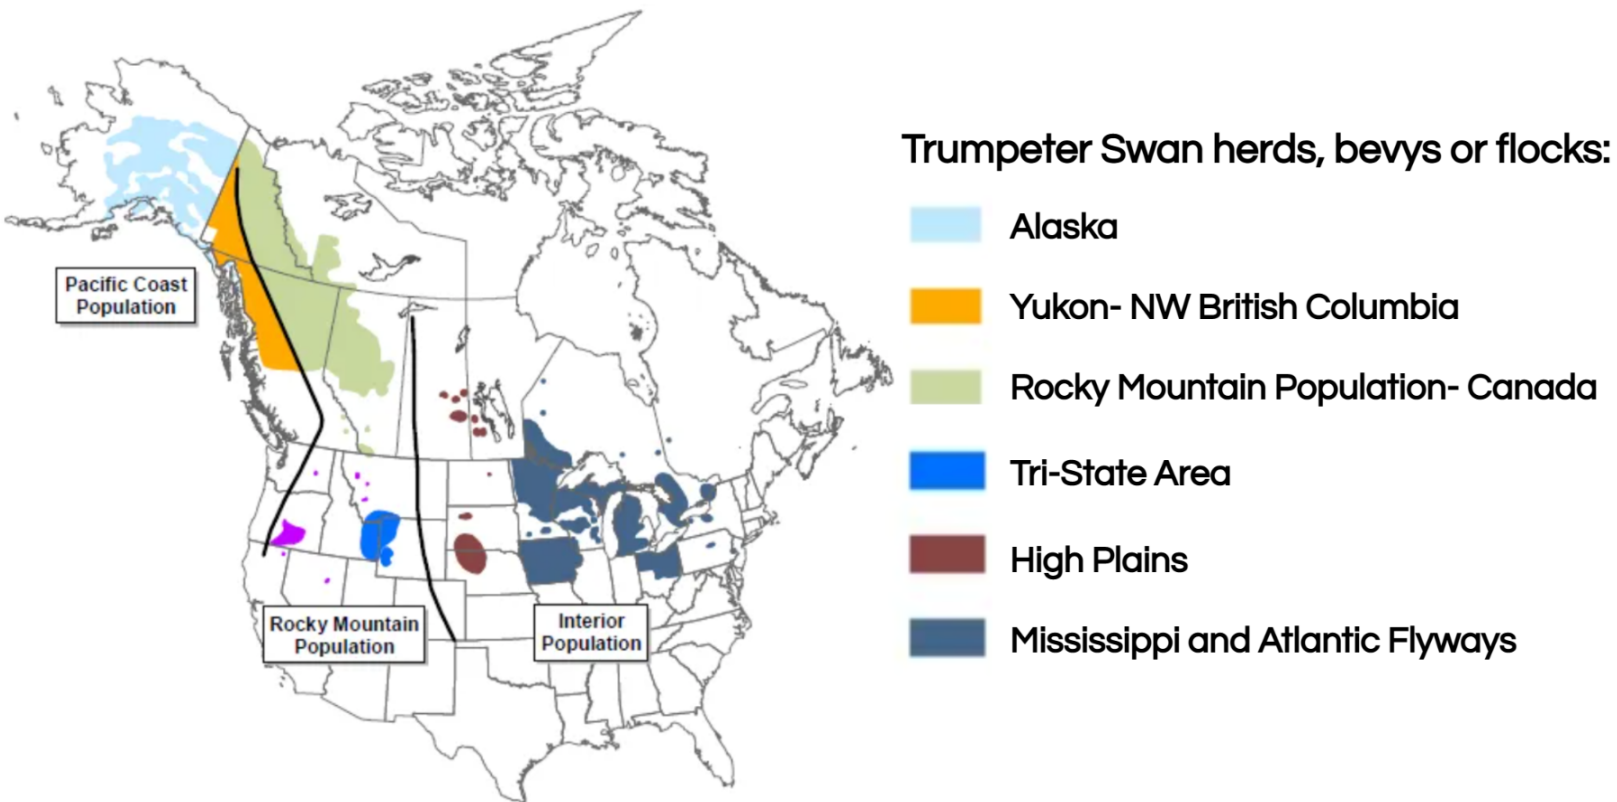 Pacific Coast
Population
Rocky Mountain
Population
Interior
Population
Trumpeter Swan herds, bevys or flocks:
Alaska
Yukon- NW British Columbia
Rocky Mountain Population- Canada
Tri-State Area
High Plains
Mississippi and Atlantic Flyways